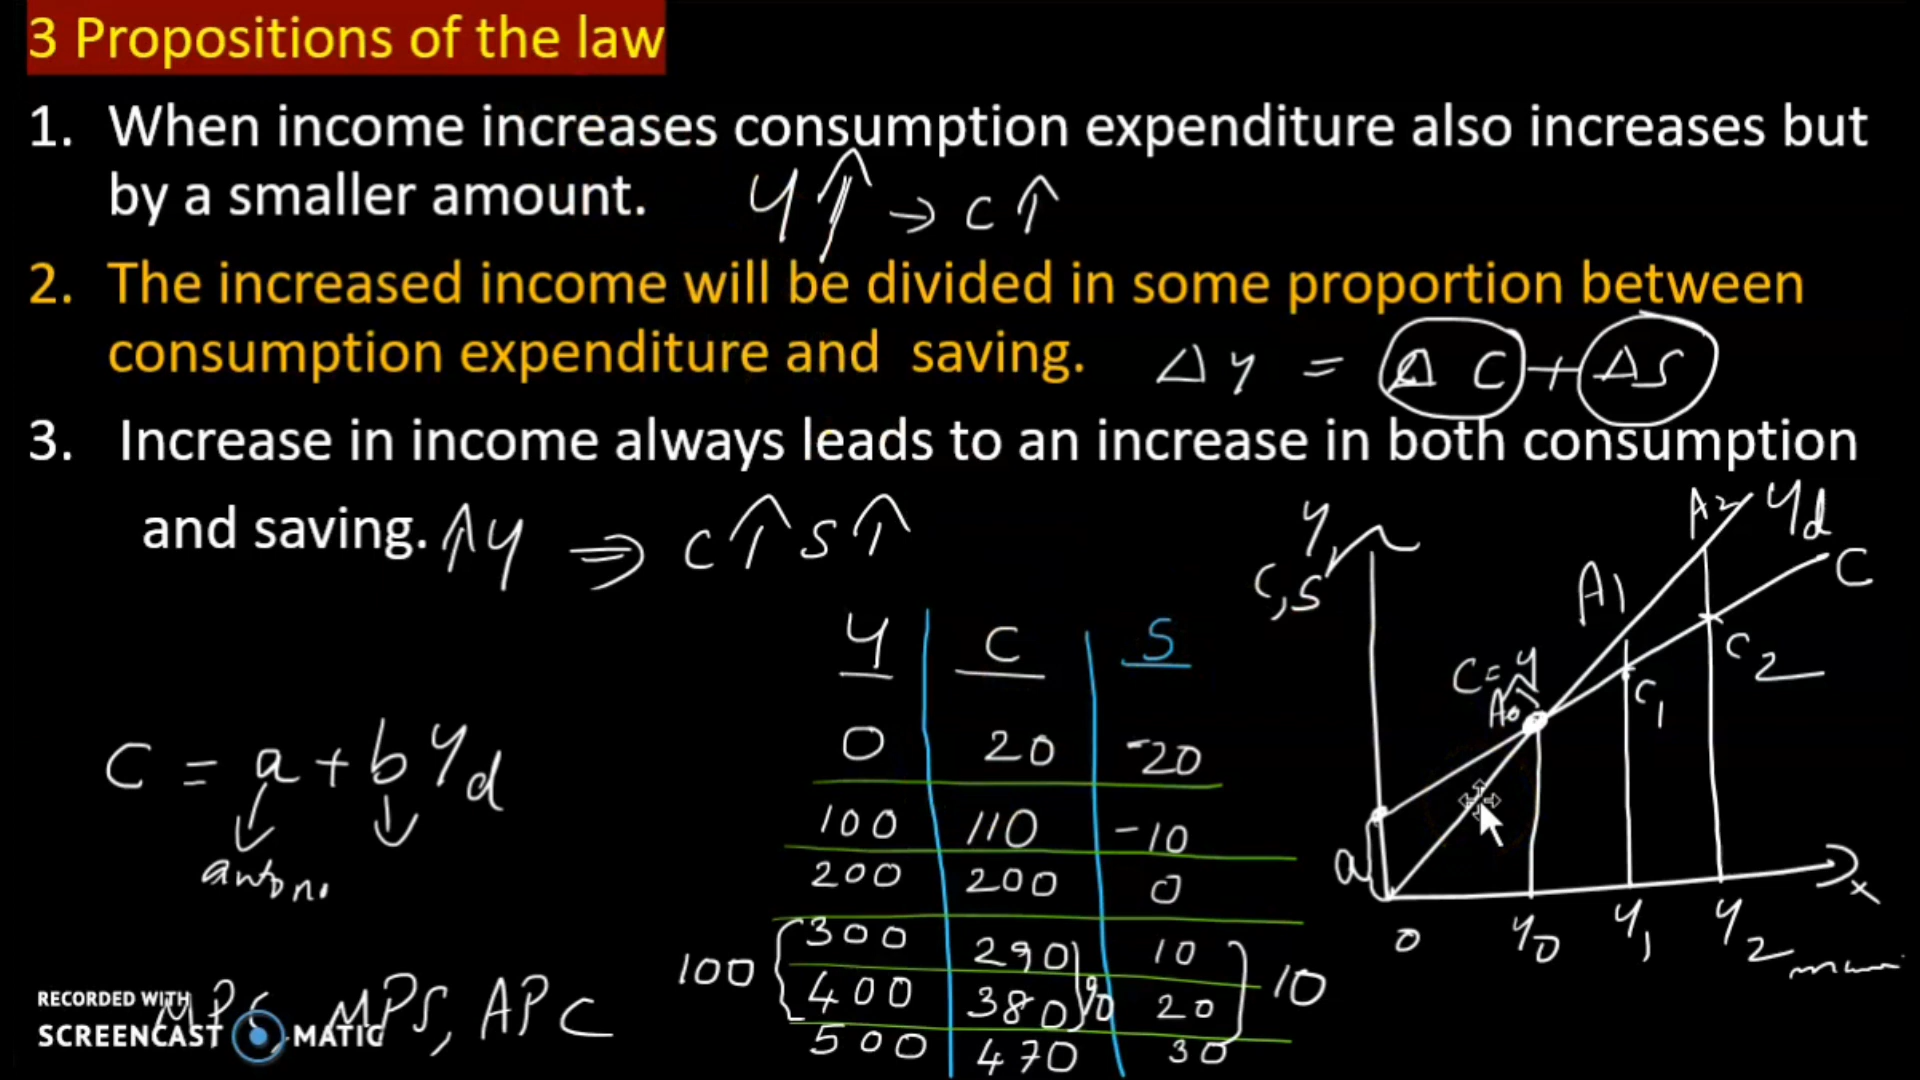 3 Propositions of the law
1. When income increases consumption expenditure also increases but
by a smaller amount. Y↑ → C↑
2. The increased income will be divided in some proportion between
consumption expenditure and saving. ΔY = ΔC + ΔS
3. Increase in income always leads to an increase in both consumption
and saving. ↑Y ⇒ C↑ S↑
Y C S
0 20 -20
100 110 -10
200 200 0
300 290 10
400 380 20
500 470 30
100 90 10
C = a + b Yd
MPC, MPS, APC
Y
C,S
A2 Yd
C
A1
C=Y
A0
C1
C2
a
0 Y0 Y1 Y2
x
RECORDED WITH
SCREENCAST MATIC